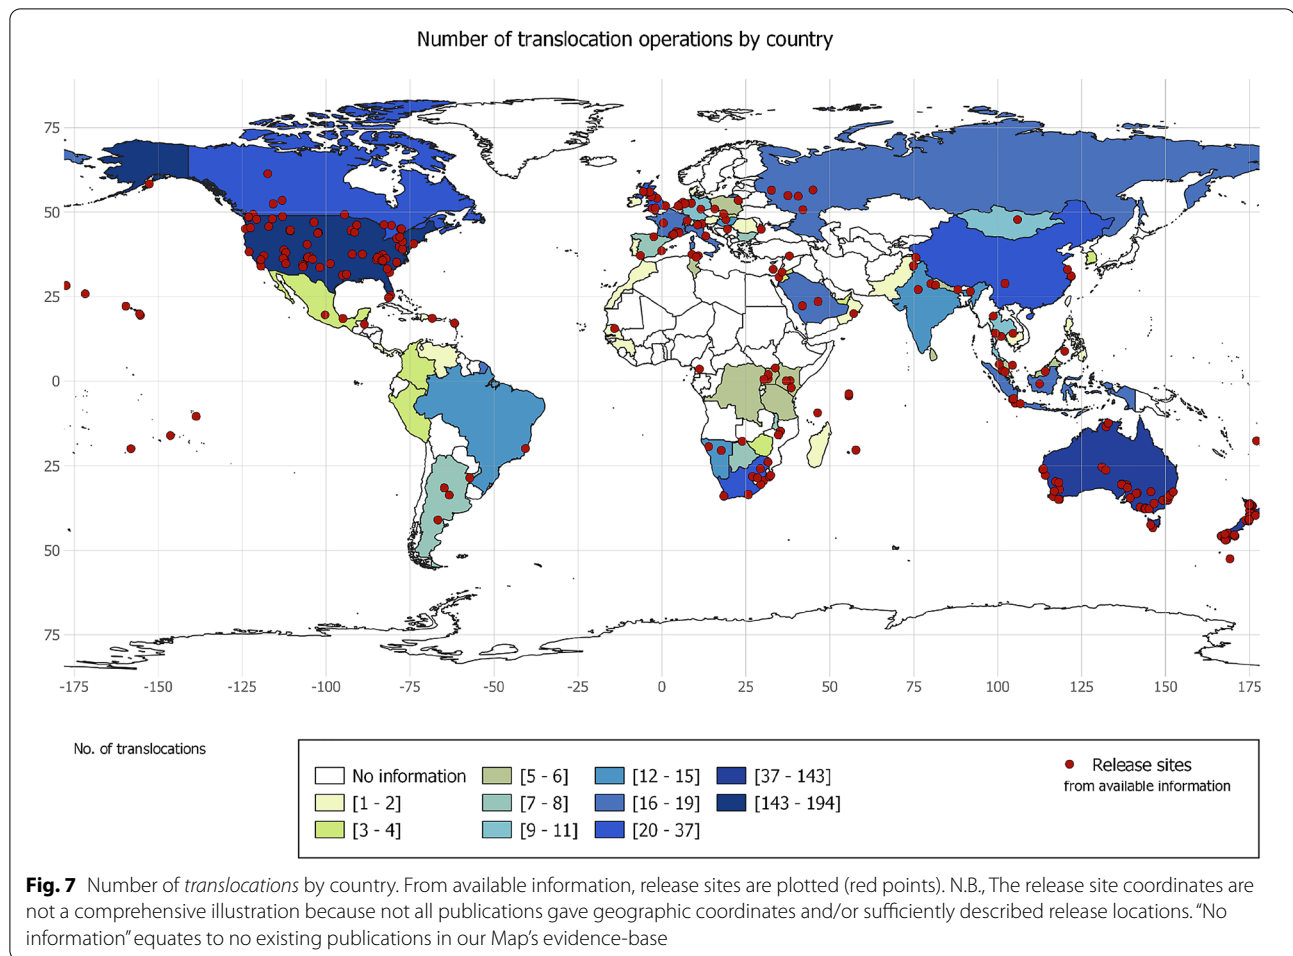 Number of translocation operations by country
75
50
25
0
25
50
75
-175 -150 -125 -100 -75 -50 -25 0 25 50 75 100 125 150 175
No. of translocations
No information [5 - 6] [12 - 15] [37 - 143]
[1 - 2] [7 - 8] [16 - 19] [143 - 194]
[3 - 4] [9 - 11] [20 - 37]
Release sites
from available information
Fig. 7 Number of translocations by country. From available information, release sites are plotted (red points). N.B., The release site coordinates are
not a comprehensive illustration because not all publications gave geographic coordinates and/or sufficiently described release locations. “No
information” equates to no existing publications in our Map’s evidence-base